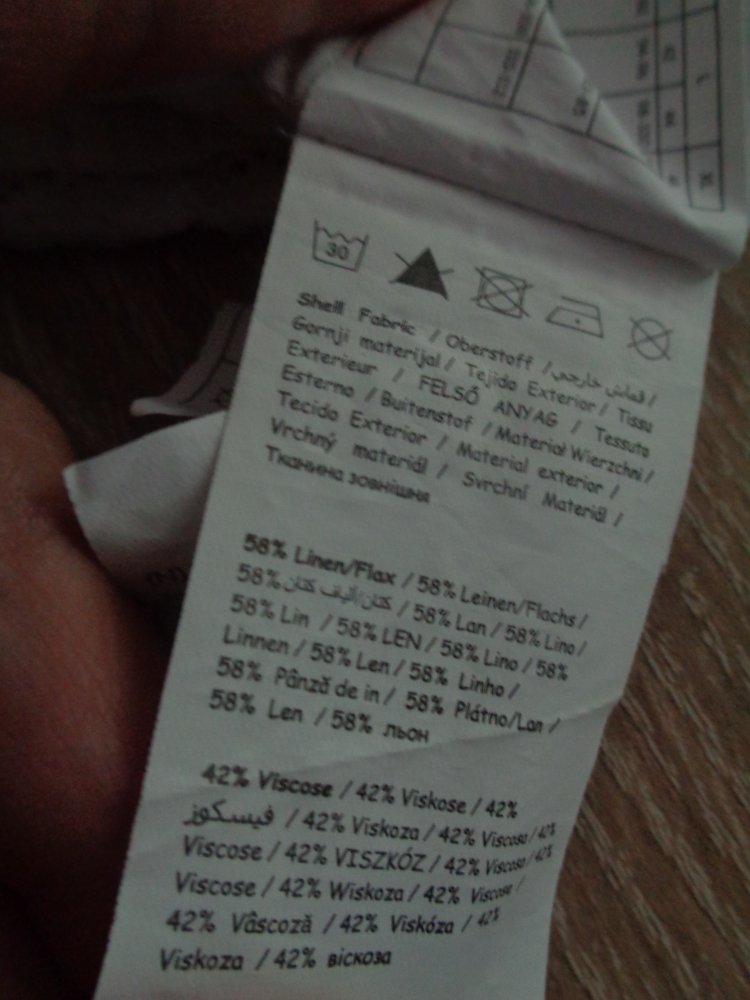 L
XL
30
Shell Fabric / Oberstoff / قماش خارجي /
Gornji materijal / Tejido Exterior / Tissu
Exterieur / FELSŐ ANYAG / Tessuto
Esterno / Buitenstof / Materiał Wierzchni /
Tecido Exterior / Material exterior /
Vrchný materiál / Svrchní Materiál /
Тканина зовнішня
58% Linen/Flax / 58% Leinen/Flachs /
58% كتان/ألياف كتان / 58% Lan / 58% Lino /
58% Lin / 58% LEN / 58% Lino / 58%
Linnen / 58% Len / 58% Linho /
58% Pânză de in / 58% Plátno/Lan /
58% Len / 58% льон
42% Viscose / 42% Viskose / 42%
فيسكوز / 42% Viskoza / 42% Viscosa / 42%
Viscose / 42% VISZKÓZ / 42% Viscosa / 42%
Viscose / 42% Wiskoza / 42% Viscose /
42% Vâscoză / 42% Viskóza / 42%
Viskoza / 42% віскоза